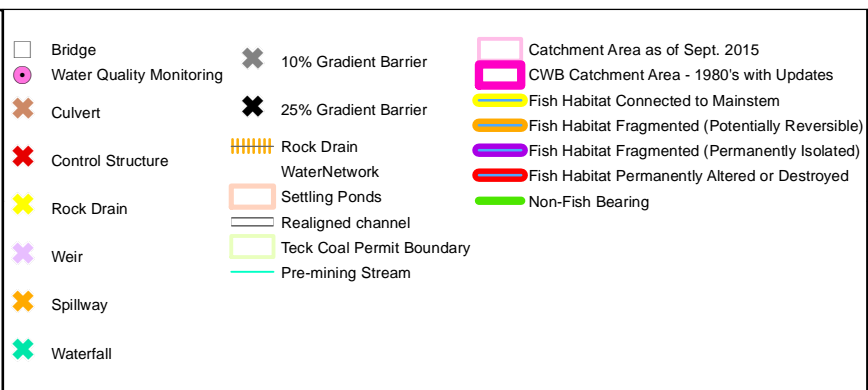 Bridge
Water Quality Monitoring
Culvert
Control Structure
Rock Drain
Weir
Spillway
Waterfall
10% Gradient Barrier
25% Gradient Barrier
Rock Drain
WaterNetwork
Settling Ponds
Realigned channel
Teck Coal Permit Boundary
Pre-mining Stream
Catchment Area as of Sept. 2015
CWB Catchment Area - 1980's with Updates
Fish Habitat Connected to Mainstem
Fish Habitat Fragmented (Potentially Reversible)
Fish Habitat Fragmented (Permanently Isolated)
Fish Habitat Permanently Altered or Destroyed
Non-Fish Bearing